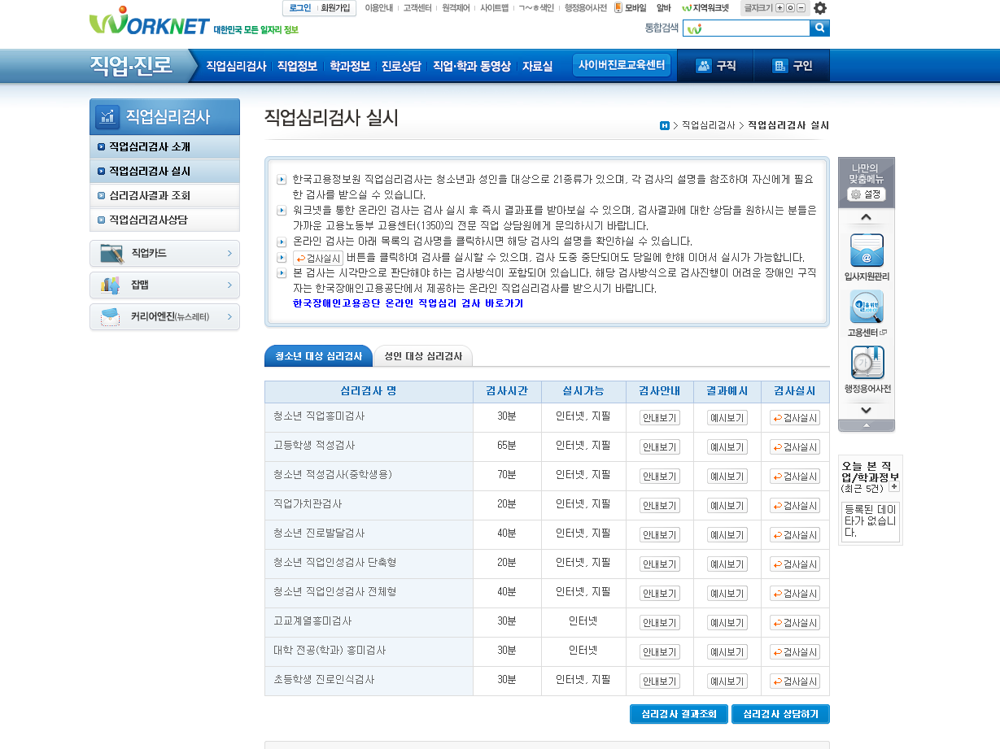 WORKNET 대한민국 모든 일자리 정보
로그인 회원가입 이용안내 고객센터 원격제어 사이트맵 ㄱ~ㅎ색인 행정용어사전 모바일 알바 지역워크넷 글자크기
통합검색
직업·진로 직업심리검사 직업정보 학과정보 진로상담 직업·학과 동영상 자료실 사이버진로교육센터 구직 구인
직업심리검사
직업심리검사 소개
직업심리검사 실시
심리검사결과 조회
직업심리검사상담
직업카드
잡맵
커리어엔진(뉴스레터)
직업심리검사 실시
H > 직업심리검사 > 직업심리검사 실시
한국고용정보원 직업심리검사는 청소년과 성인을 대상으로 21종류가 있으며, 각 검사의 설명을 참조하여 자신에게 필요
한 검사를 받으실 수 있습니다.
워크넷을 통한 온라인 검사는 검사 실시 후 즉시 결과표를 받아보실 수 있으며, 검사결과에 대한 상담을 원하시는 분들은
가까운 고용노동부 고용센터(1350)의 전문 직업 상담원에게 문의하시기 바랍니다.
온라인 검사는 아래 목록의 검사명을 클릭하시면 해당 검사의 설명을 확인하실 수 있습니다.
검사실시 버튼을 클릭하여 검사를 실시할 수 있으며, 검사 도중 중단되어도 당일에 한해 이어서 실시가 가능합니다.
본 검사는 시각만으로 판단해야 하는 검사방식이 포함되어 있습니다. 해당 검사방식으로 검사진행이 어려운 장애인 구직
자는 한국장애인고용공단에서 제공하는 온라인 직업심리검사를 받으시기 바랍니다.
한국장애인고용공단 온라인 직업심리 검사 바로가기
청소년 대상 심리검사 성인 대상 심리검사
심리검사 명 검사시간 실시가능 검사안내 결과예시 검사실시
청소년 직업흥미검사 30분 인터넷, 지필 안내보기 예시보기 검사실시
고등학생 적성검사 65분 인터넷, 지필 안내보기 예시보기 검사실시
청소년 적성검사(중학생용) 70분 인터넷, 지필 안내보기 예시보기 검사실시
직업가치관검사 20분 인터넷, 지필 안내보기 예시보기 검사실시
청소년 진로발달검사 40분 인터넷, 지필 안내보기 예시보기 검사실시
청소년 직업인성검사 단축형 20분 인터넷, 지필 안내보기 예시보기 검사실시
청소년 직업인성검사 전체형 40분 인터넷, 지필 안내보기 예시보기 검사실시
고교계열흥미검사 30분 인터넷 안내보기 예시보기 검사실시
대학 전공(학과) 흥미검사 30분 인터넷 안내보기 예시보기 검사실시
초등학생 진로인식검사 30분 인터넷, 지필 안내보기 예시보기 검사실시
심리검사 결과조회 심리검사 상담하기
나만의
맞춤메뉴
설정
입사지원관리
고용센터
행정용어사전
오늘 본 직
업/학과정보
(최근 5건)
등록된 데이
타가 없습니
다.